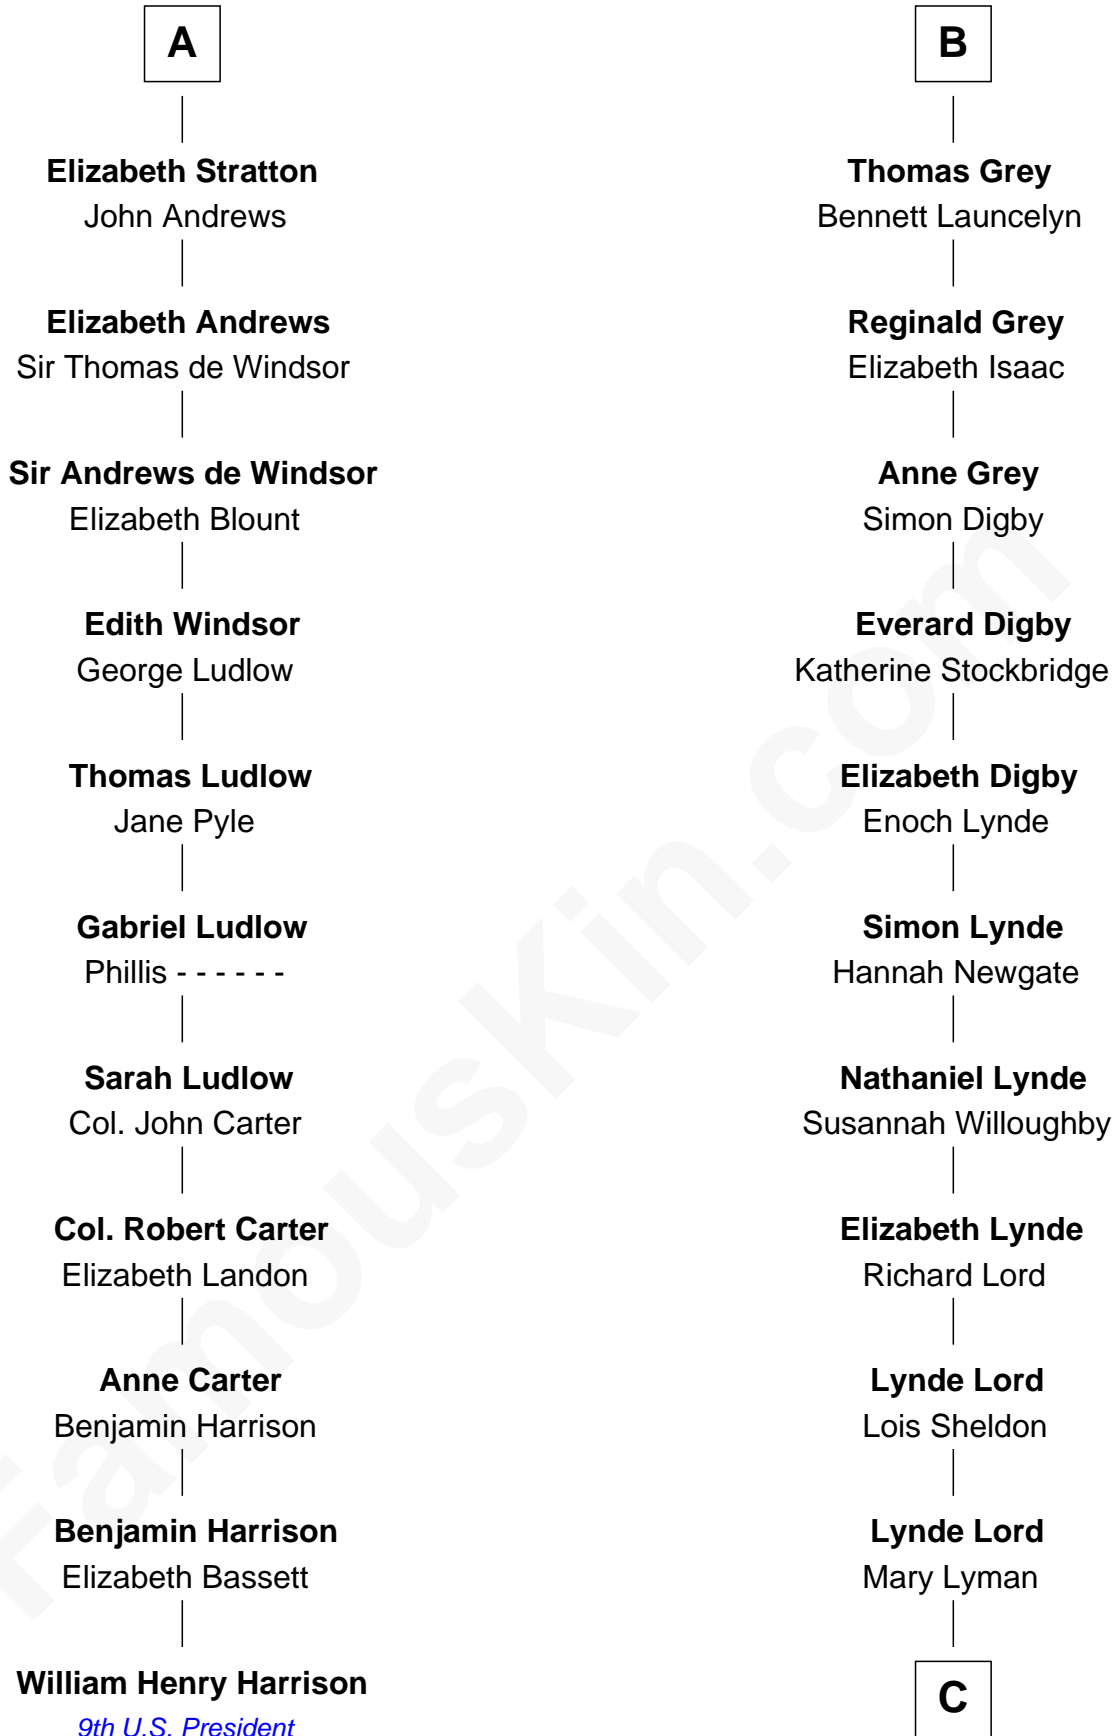 A
Elizabeth Stratton
John Andrews
Elizabeth Andrews
Sir Thomas de Windsor
Sir Andrews de Windsor
Elizabeth Blount
Edith Windsor
George Ludlow
Thomas Ludlow
Jane Pyle
Gabriel Ludlow
Phillis - - - - - -
Sarah Ludlow
Col. John Carter
Col. Robert Carter
Elizabeth Landon
Anne Carter
Benjamin Harrison
Benjamin Harrison
Elizabeth Bassett
William Henry Harrison
9th U.S. President
B
Thomas Grey
Bennett Launcelyn
Reginald Grey
Elizabeth Isaac
Anne Grey
Simon Digby
Everard Digby
Katherine Stockbridge
Elizabeth Digby
Enoch Lynde
Simon Lynde
Hannah Newgate
Nathaniel Lynde
Susannah Willoughby
Elizabeth Lynde
Richard Lord
Lynde Lord
Lois Sheldon
Lynde Lord
Mary Lyman
C
FamousKin.com